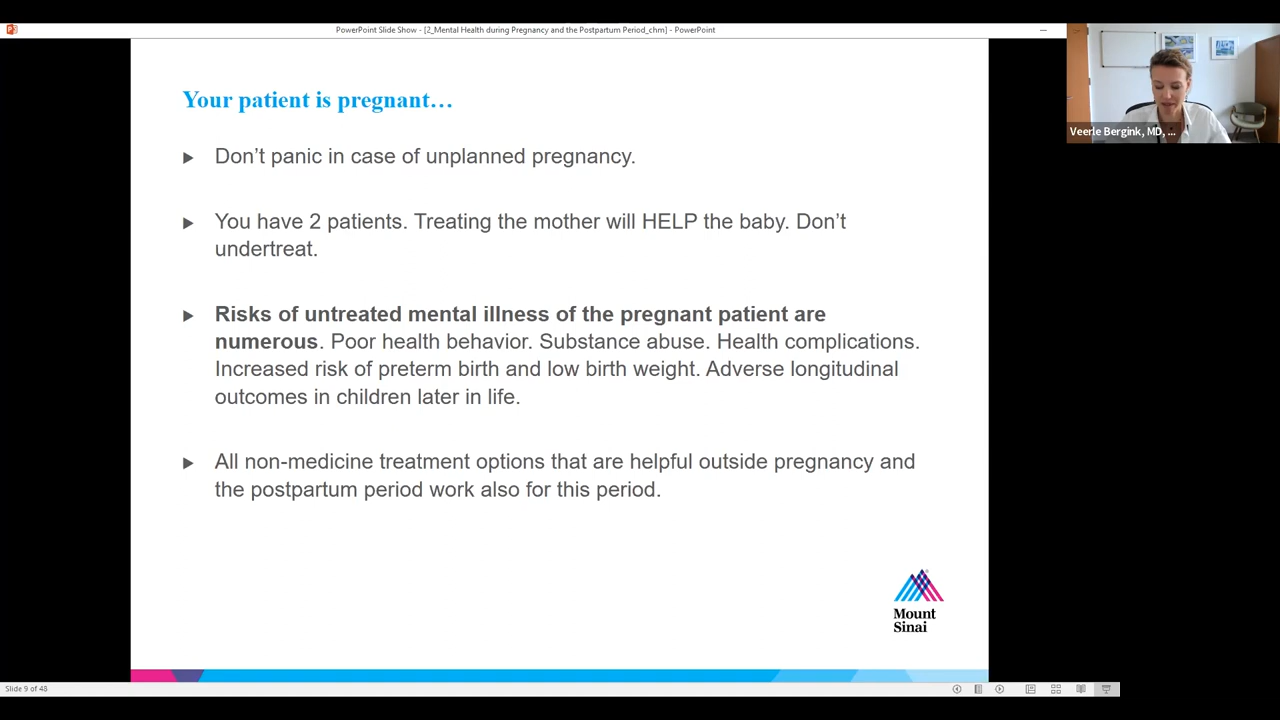 PowerPoint Slide Show - [2_Mental Health during Pregnancy and the Postpartum Period_chm] - PowerPoint
Your patient is pregnant…
Don’t panic in case of unplanned pregnancy.
You have 2 patients. Treating the mother will HELP the baby. Don’t
undertreat.
Risks of untreated mental illness of the pregnant patient are
numerous. Poor health behavior. Substance abuse. Health complications.
Increased risk of preterm birth and low birth weight. Adverse longitudinal
outcomes in children later in life.
All non-medicine treatment options that are helpful outside pregnancy and
the postpartum period work also for this period.
Mount
Sinai
Slide 9 of 48
Veerle Bergink, MD, ...